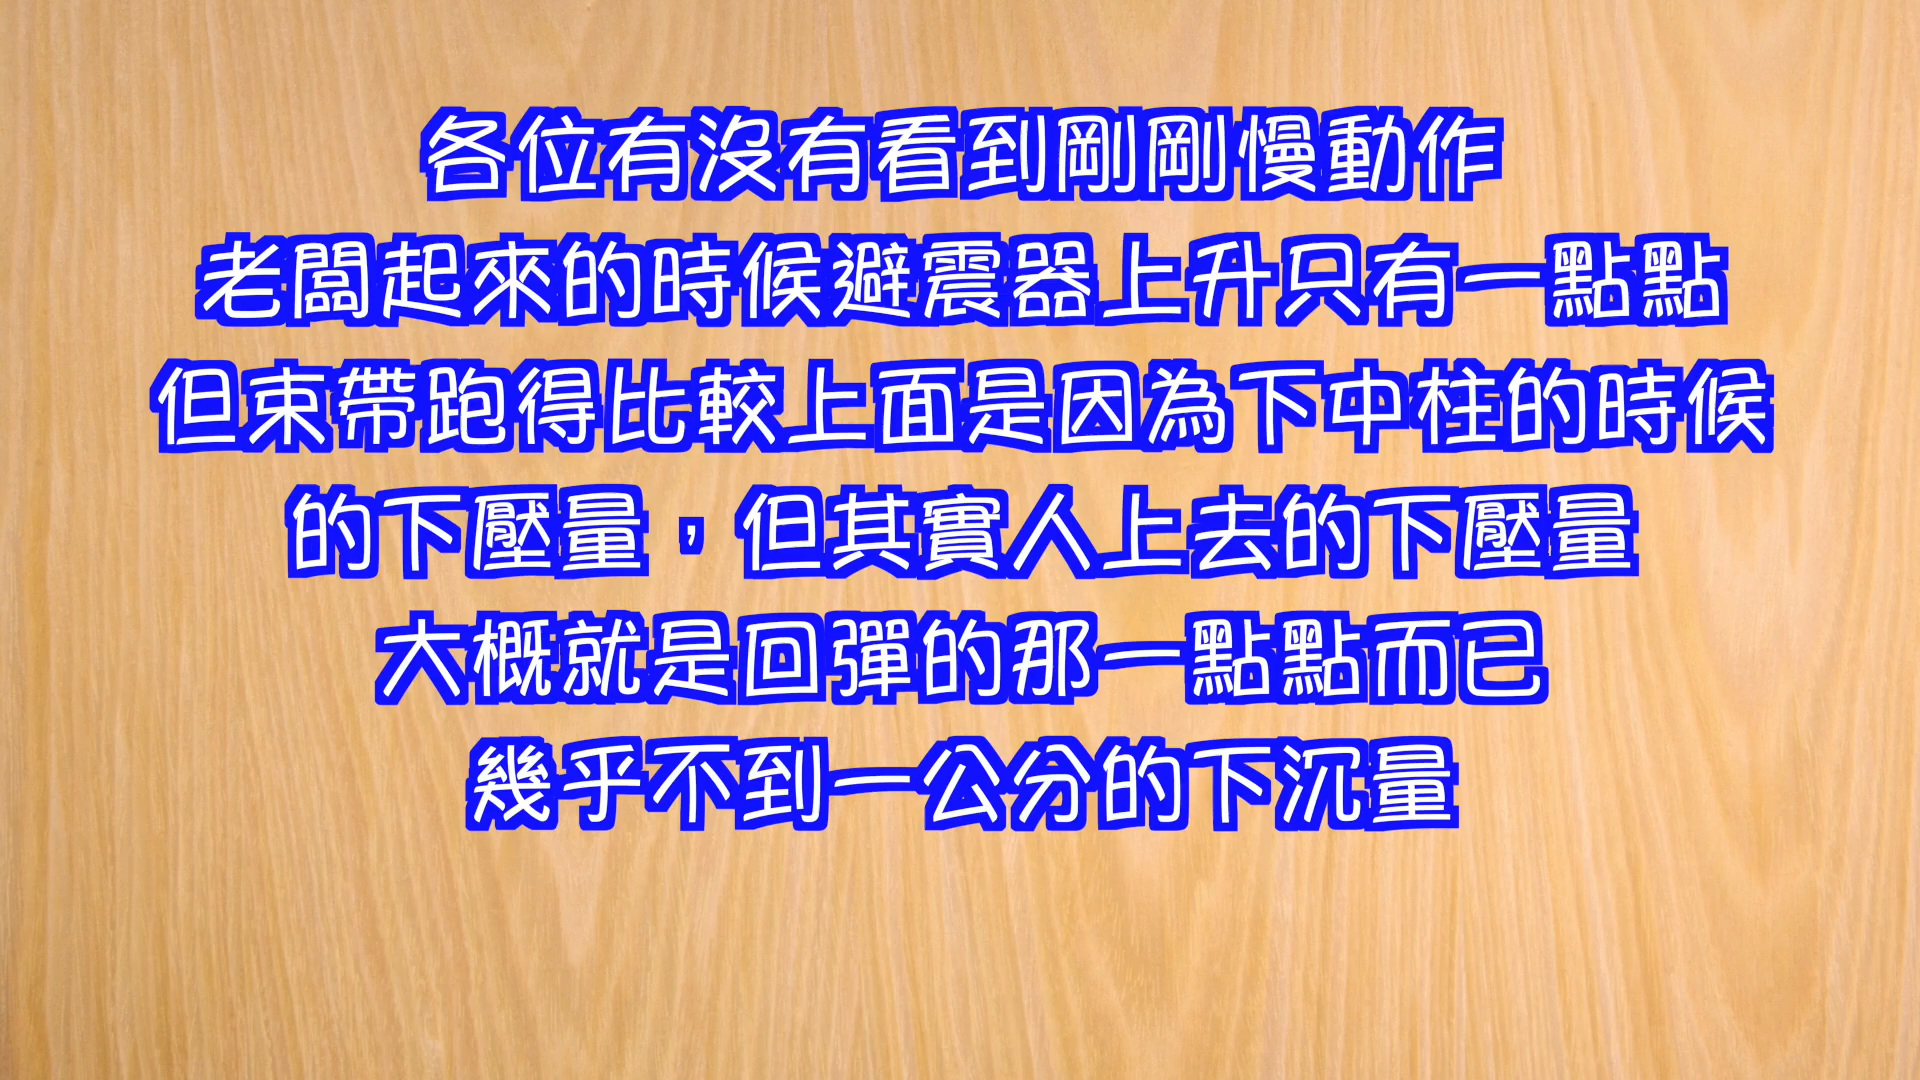 各位有沒有看到剛剛慢動作
老闆起來的時候避震器上升只有一點點
但束帶跑得比較上面是因為下中柱的時候
的下壓量，但其實人上去的下壓量
大概就是回彈的那一點點而已
幾乎不到一公分的下沉量